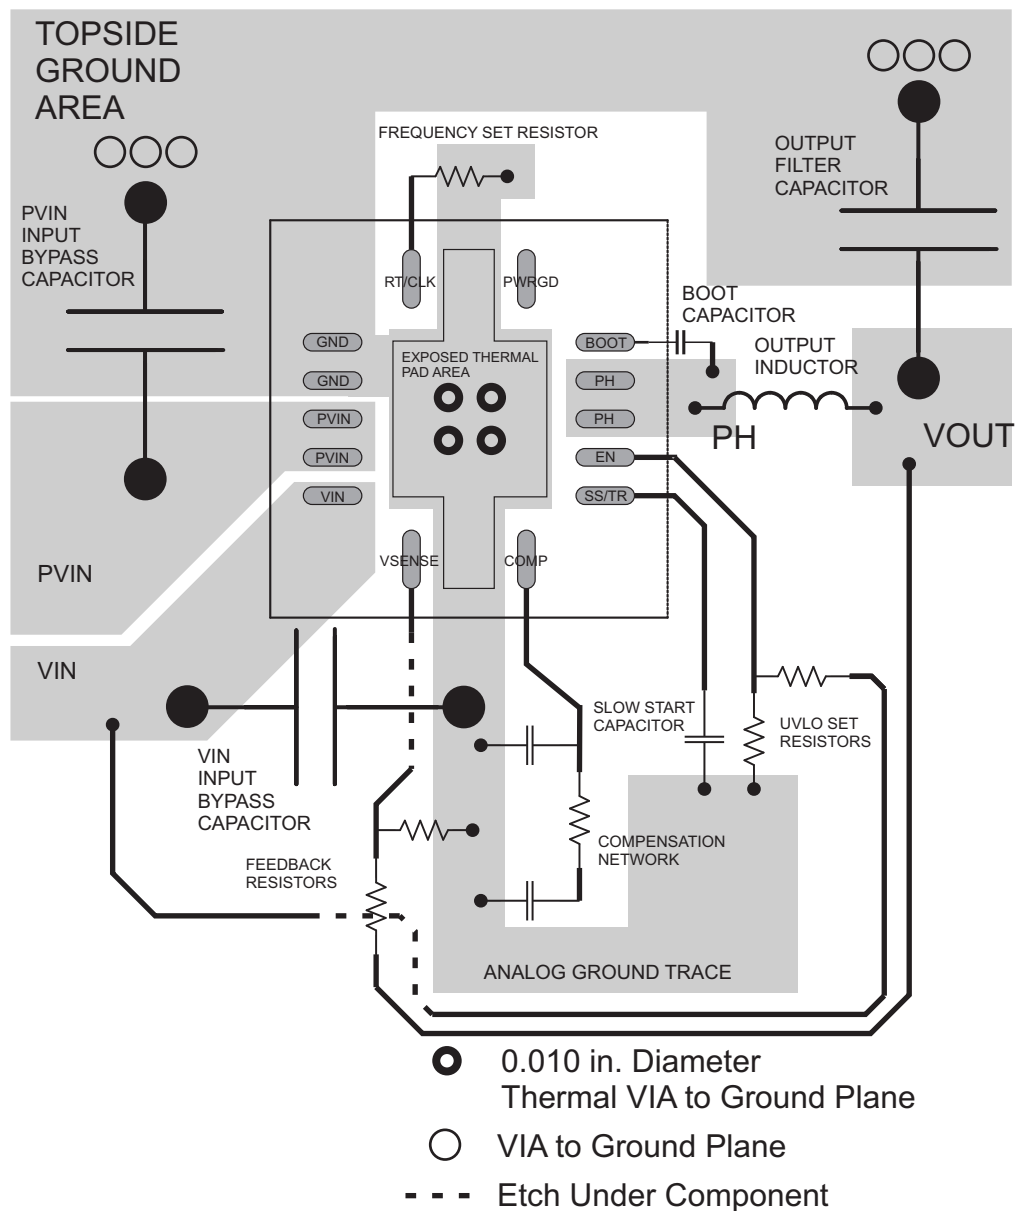 TOPSIDE
GROUND
AREA
FREQUENCY SET RESISTOR
OUTPUT
FILTER
CAPACITOR
PVIN
INPUT
BYPASS
CAPACITOR
RT/CLK
PWRGD
BOOT
CAPACITOR
GND
EXPOSED THERMAL
PAD AREA
BOOT
OUTPUT
INDUCTOR
GND
PH
PVIN
PH
PH
VOUT
PVIN
EN
VIN
SS/TR
VSENSE
COMP
PVIN
VIN
SLOW START
CAPACITOR
UVLO SET
RESISTORS
VIN
INPUT
BYPASS
CAPACITOR
COMPENSATION
NETWORK
FEEDBACK
RESISTORS
ANALOG GROUND TRACE
0.010 in. Diameter
Thermal VIA to Ground Plane
VIA to Ground Plane
Etch Under Component